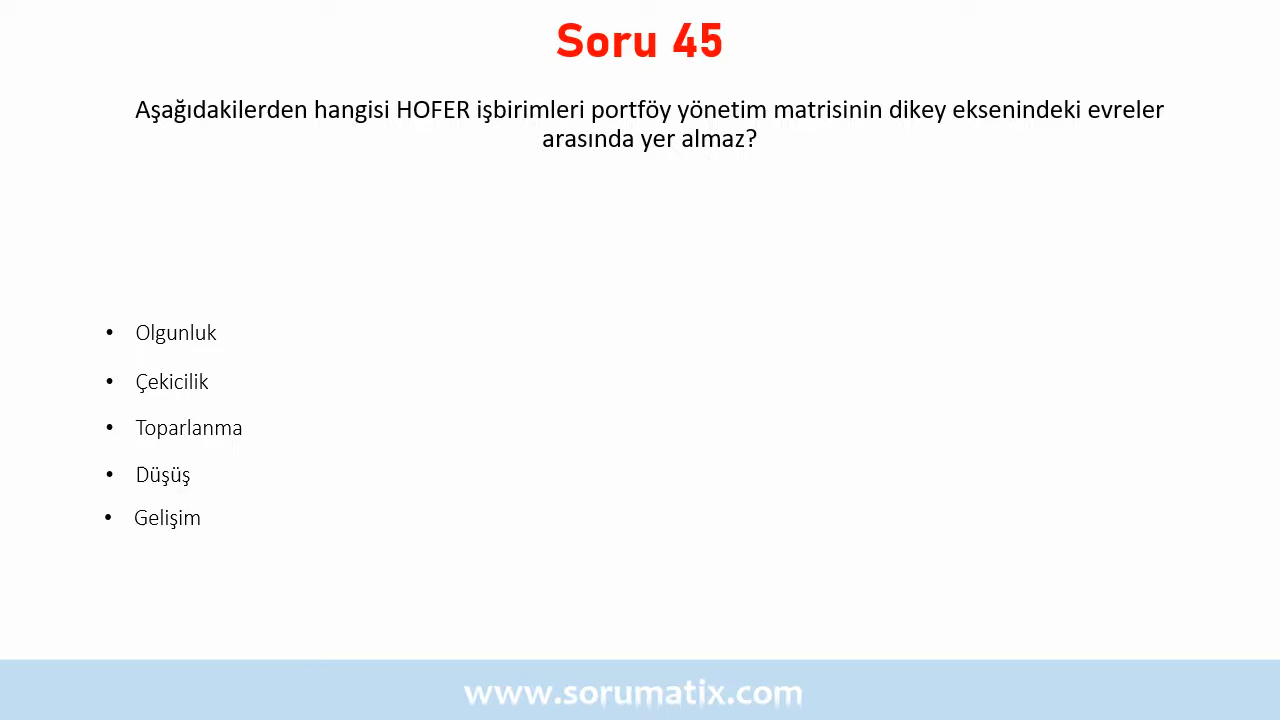 Soru 45
Aşağıdakilerden hangisi HOFER işbirimleri portföy yönetim matrisinin dikey eksenindeki evreler
arasında yer almaz?
• Olgunluk
• Çekicilik
• Toparlanma
• Düşüş
• Gelişim
www.sorumatix.com